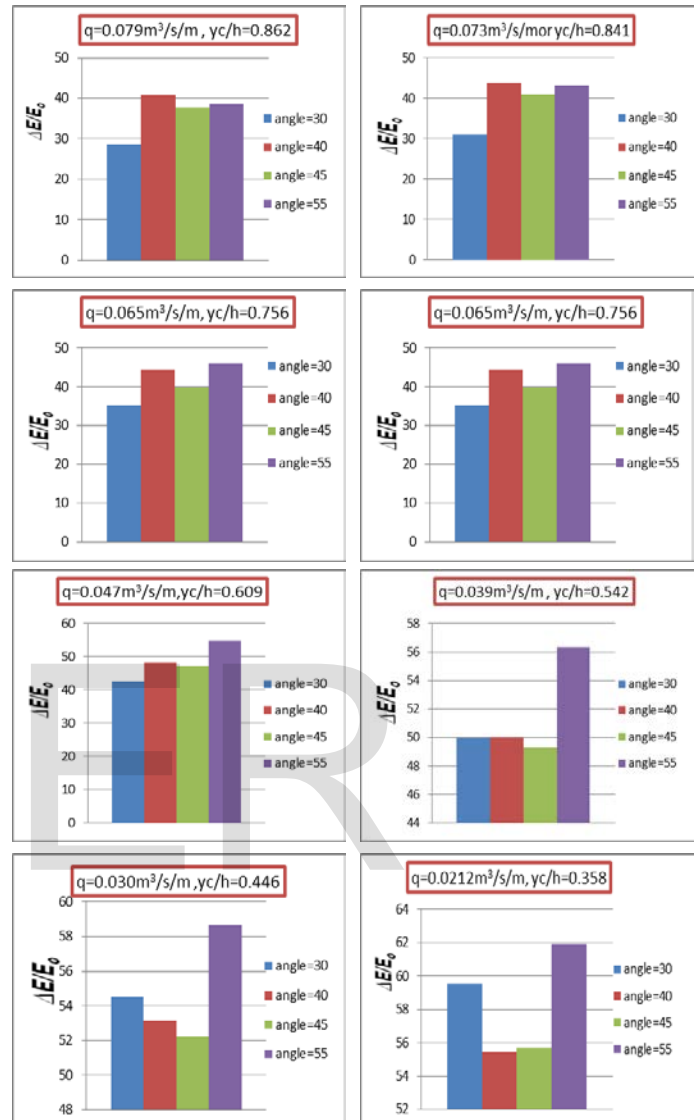 q=0.079m³/s/m , yc/h=0.862
50
40
30
20
10
0
ΔE/E₀
angle=30
angle=40
angle=45
angle=55
q=0.073m³/s/mor yc/h=0.841
50
40
30
20
10
0
ΔE/E₀
angle=30
angle=40
angle=45
angle=55
q=0.065m³/s/m, yc/h=0.756
50
40
30
20
10
0
ΔE/E₀
angle=30
angle=40
angle=45
angle=55
q=0.065m³/s/m, yc/h=0.756
50
40
30
20
10
0
ΔE/E₀
angle=30
angle=40
angle=45
angle=55
q=0.047m³/s/m,yc/h=0.609
60
50
40
30
20
10
0
ΔE/E₀
angle=30
angle=40
angle=45
angle=55
q=0.039m³/s/m , yc/h=0.542
58
56
54
52
50
48
46
44
ΔE/E₀
angle=30
angle=40
angle=45
angle=55
ER
q=0.030m³/s/m ,yc/h=0.446
60
58
56
54
52
50
48
ΔE/E₀
angle=30
angle=40
angle=45
angle=55
q=0.0212m³/s/m, yc/h=0.358
64
62
60
58
56
54
52
ΔE/E₀
angle=30
angle=40
angle=45
angle=55